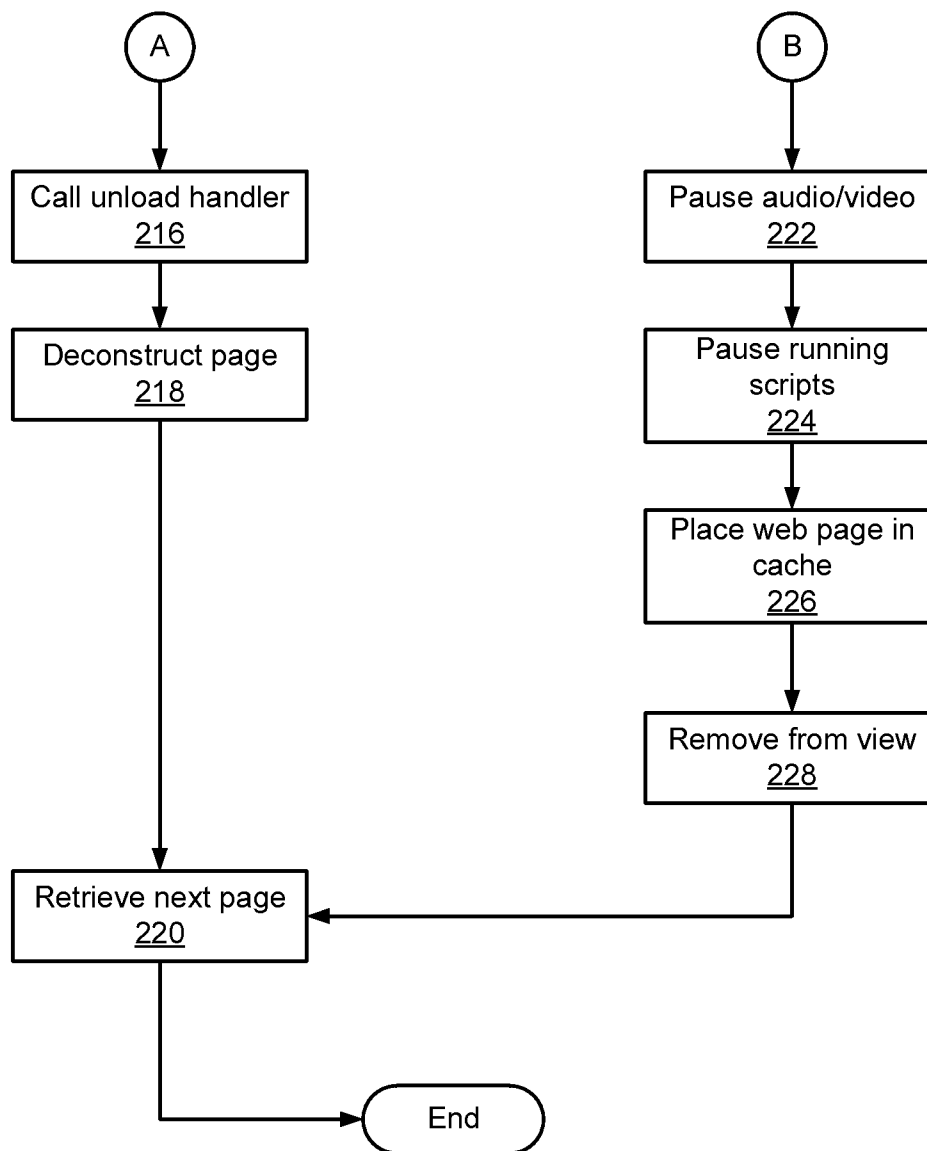 A
B
Call unload handler
216
Pause audio/video
222
Deconstruct page
218
Pause running
scripts
224
Place web page in
cache
226
Remove from view
228
Retrieve next page
220
End